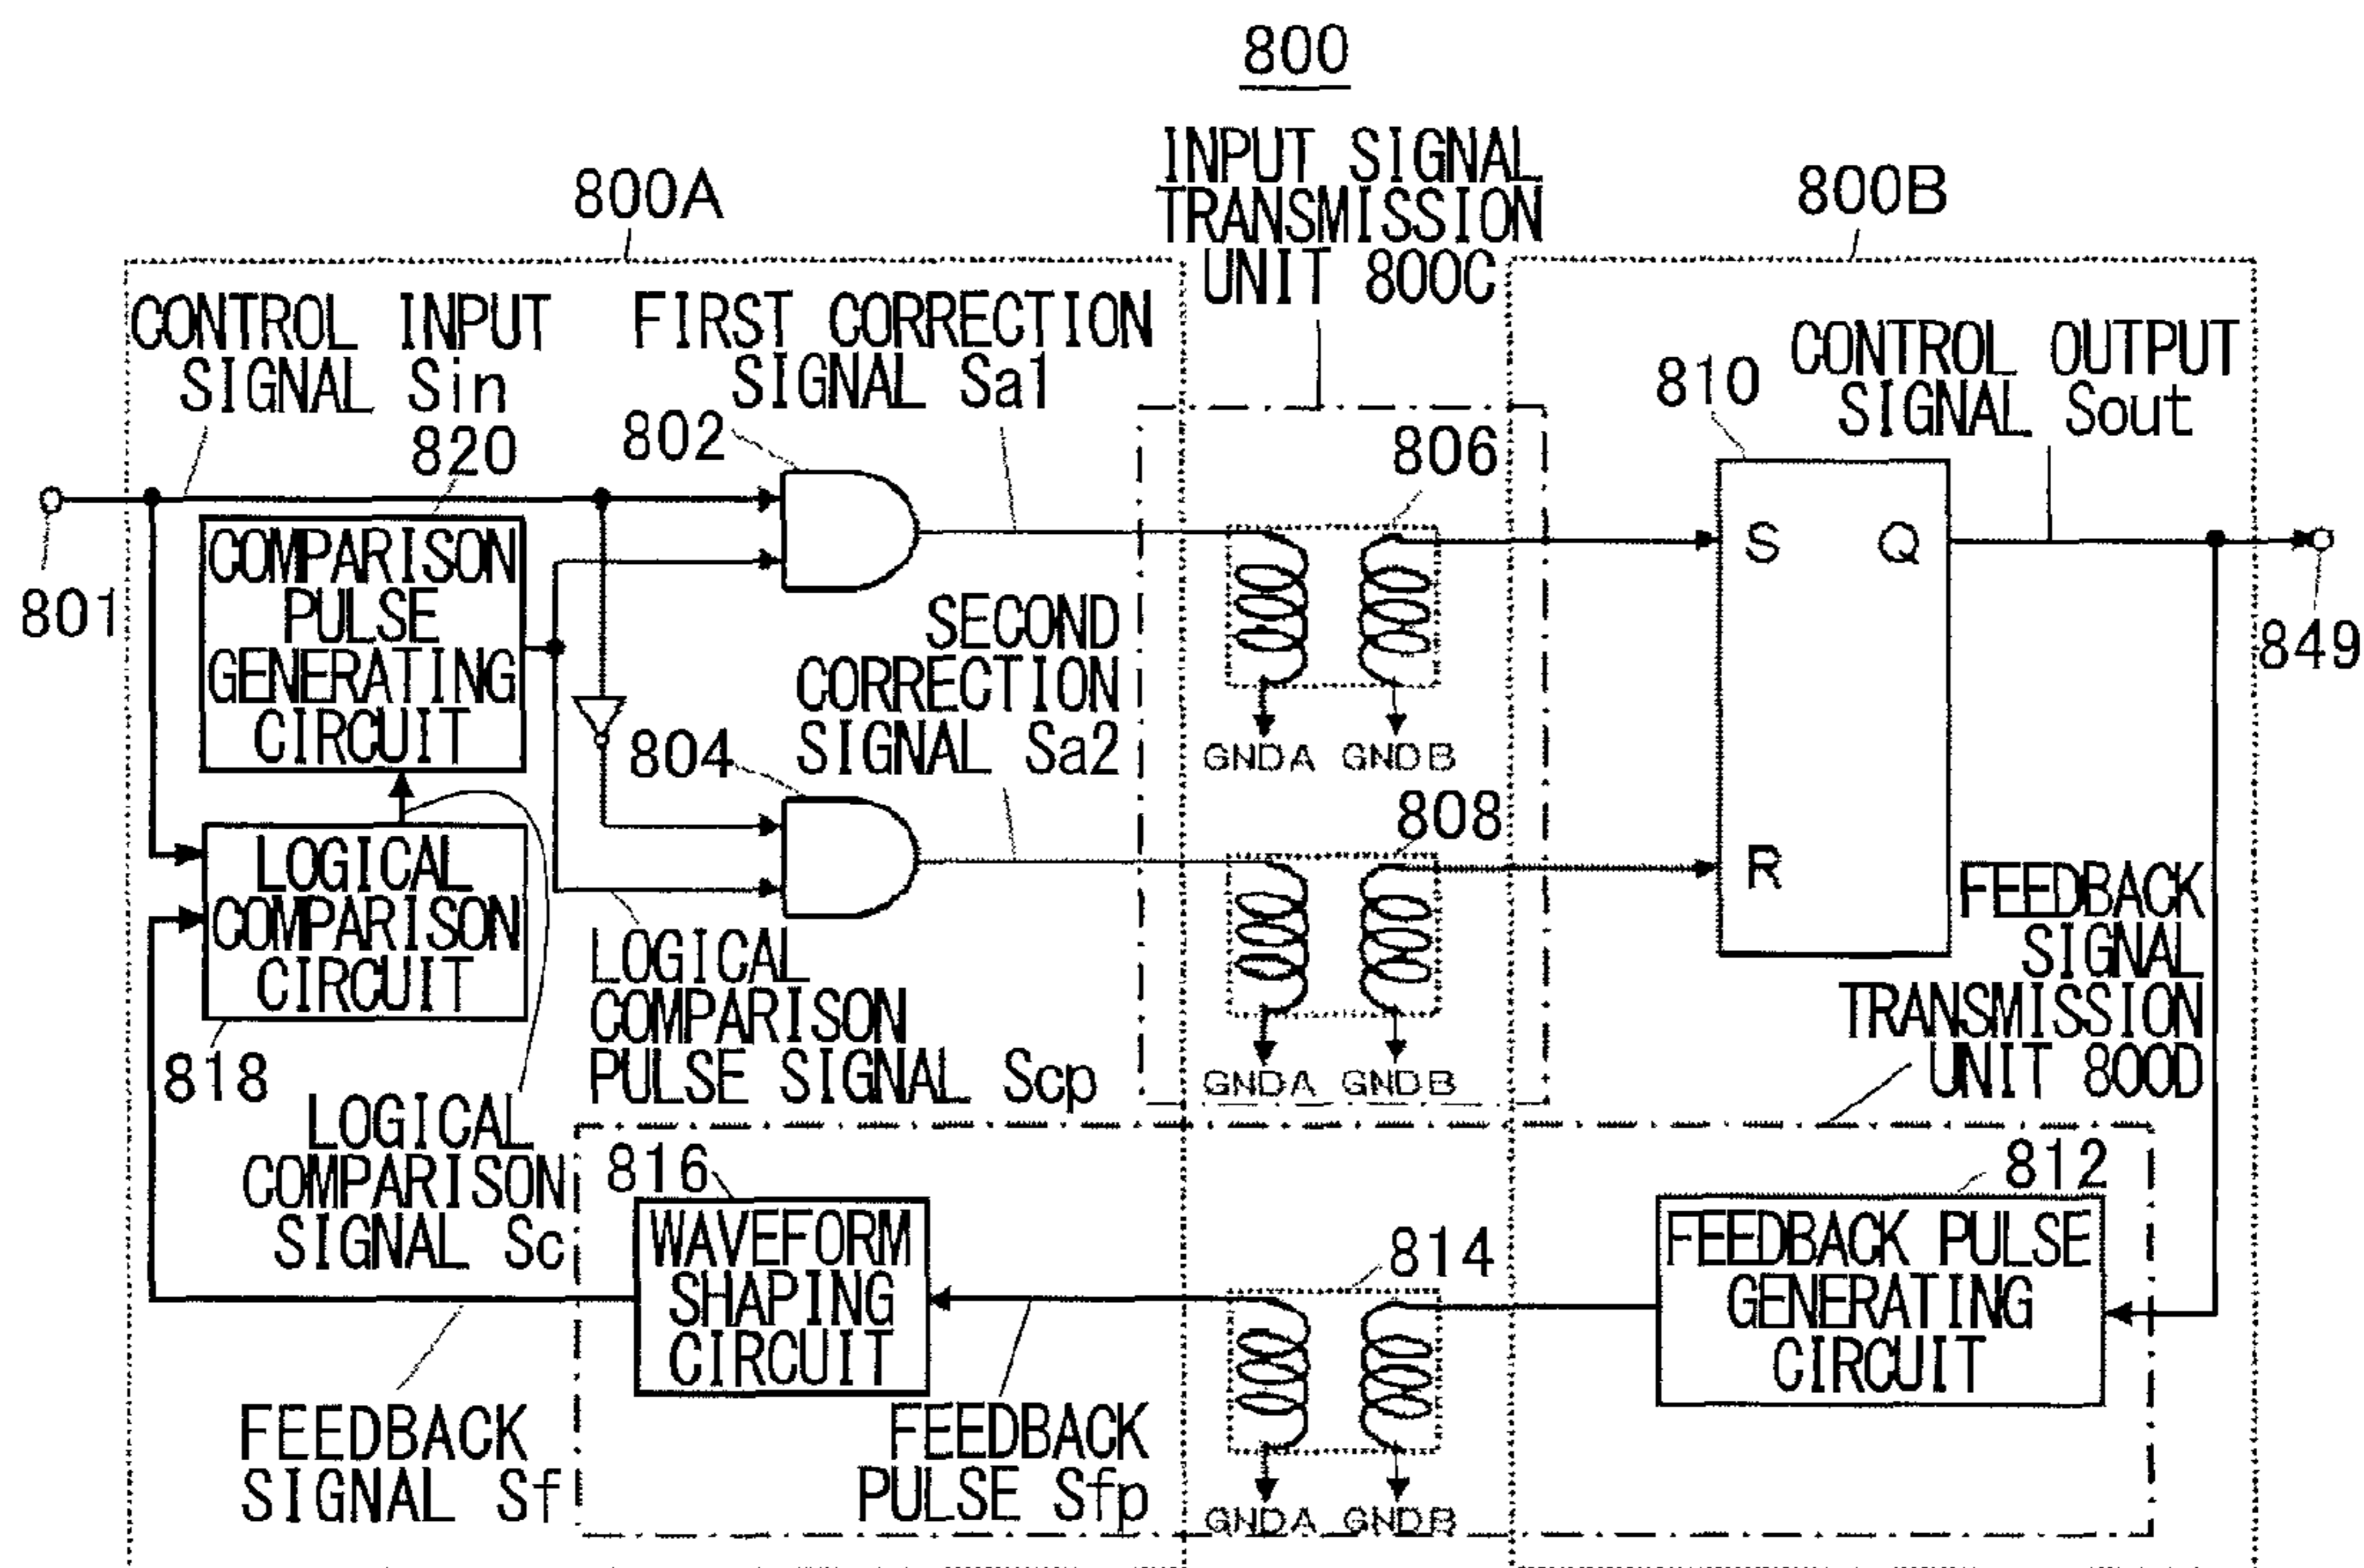 800
INPUT SIGNAL
TRANSMISSION
UNIT 800C
800A
800B
CONTROL INPUT
SIGNAL Sin
820
FIRST CORRECTION
SIGNAL Sa1
802
806
810
CONTROL OUTPUT
SIGNAL Sout
801
COMPARISON
PULSE
GENERATING
CIRCUIT
S
Q
849
SECOND
CORRECTION
SIGNAL Sa2
804
GNDA
GNDB
808
LOGICAL
COMPARISON
CIRCUIT
818
R
LOGICAL
COMPARISON
PULSE SIGNAL Scp
GNDA
GNDB
FEEDBACK
SIGNAL
TRANSMISSION
UNIT 800D
LOGICAL
COMPARISON
SIGNAL Sc
816
WAVEFORM
SHAPING
CIRCUIT
814
812
FEEDBACK PULSE
GENERATING
CIRCUIT
FEEDBACK
SIGNAL Sf
FEEDBACK
PULSE Sfp
GNDA
GNDB